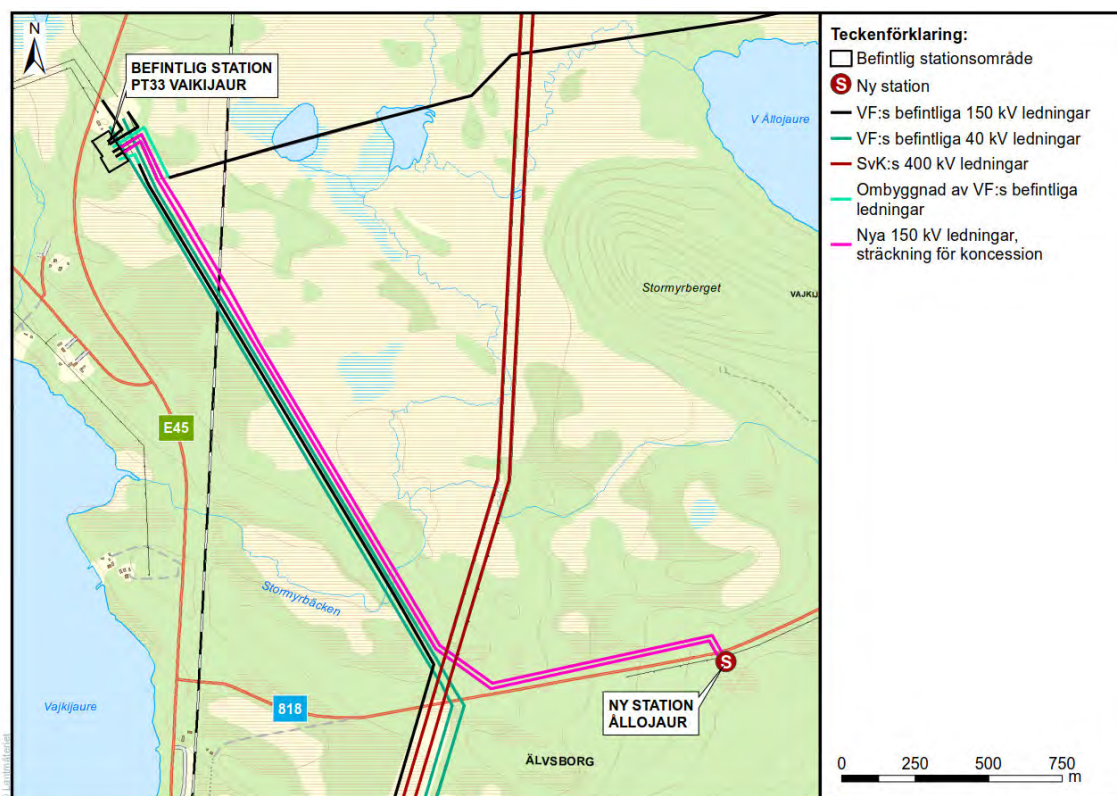 N
BEFINTLIG STATION
PT33 VAIKIJAUR
V Ållojaure
Stormyrberget
VAJKIJ
E45
Stormyrbäcken
Vajkijaure
818
NY STATION
ÅLLOJAUR
S
ÄLVSBORG
Lantmäteriet
Teckenförklaring:
Befintlig stationsområde
S Ny station
VF:s befintliga 150 kV ledningar
VF:s befintliga 40 kV ledningar
SvK:s 400 kV ledningar
Ombyggnad av VF:s befintliga
ledningar
Nya 150 kV ledningar,
sträckning för koncession
0 250 500 750
m